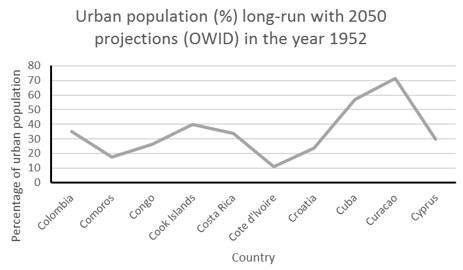 Urban population (%) long-run with 2050
projections (OWID) in the year 1952
Percentage of urban population
80
70
60
50
40
30
20
10
0
Colombia
Comoros
Congo
Cook Islands
Costa Rica
Cote d'Ivoire
Croatia
Cuba
Curacao
Cyprus
Country